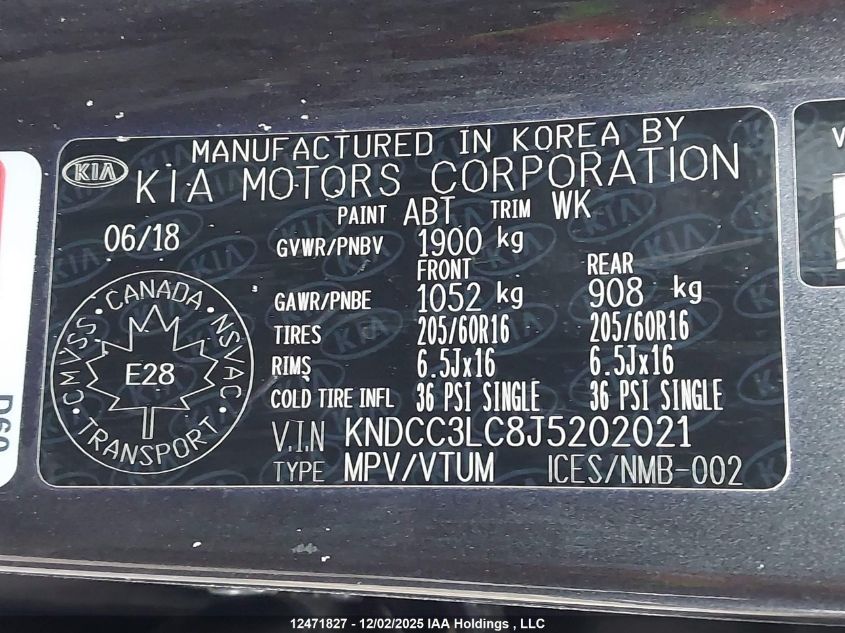 MANUFACTURED IN KOREA BY
KIA
KIA MOTORS CORPORATION
PAINT ABT TRIM WK
06/18
GVWR/PNBV 1900 kg
FRONT REAR
GAWR/PNBE 1052 kg 908 kg
TIRES 205/60R16 205/60R16
RIMS 6.5Jx16 6.5Jx16
COLD TIRE INFL 36 PSI SINGLE 36 PSI SINGLE
V.I.N KNDCC3LC8J5202021
TYPE MPV/VTUM ICES/NMB-002
CMVSS • CANADA • NSVAC • TRANSPORT •
E28
V
12471827 - 12/02/2025 IAA Holdings , LLC